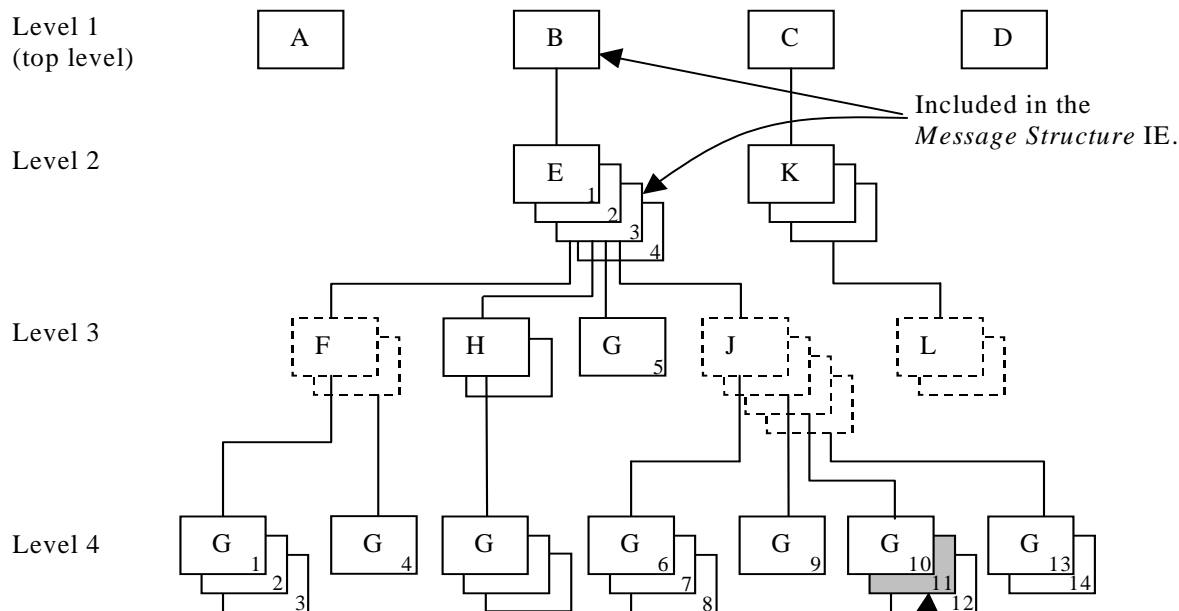 Level 1
(top level)
A
B
C
D
Included in the
Message Structure IE.
Level 2
E
1
2
3
4
K
Level 3
F
H
G
5
J
L
Level 4
G
1
2
3
G
4
G
G
6
7
8
G
9
G
10
11
12
G
13
14